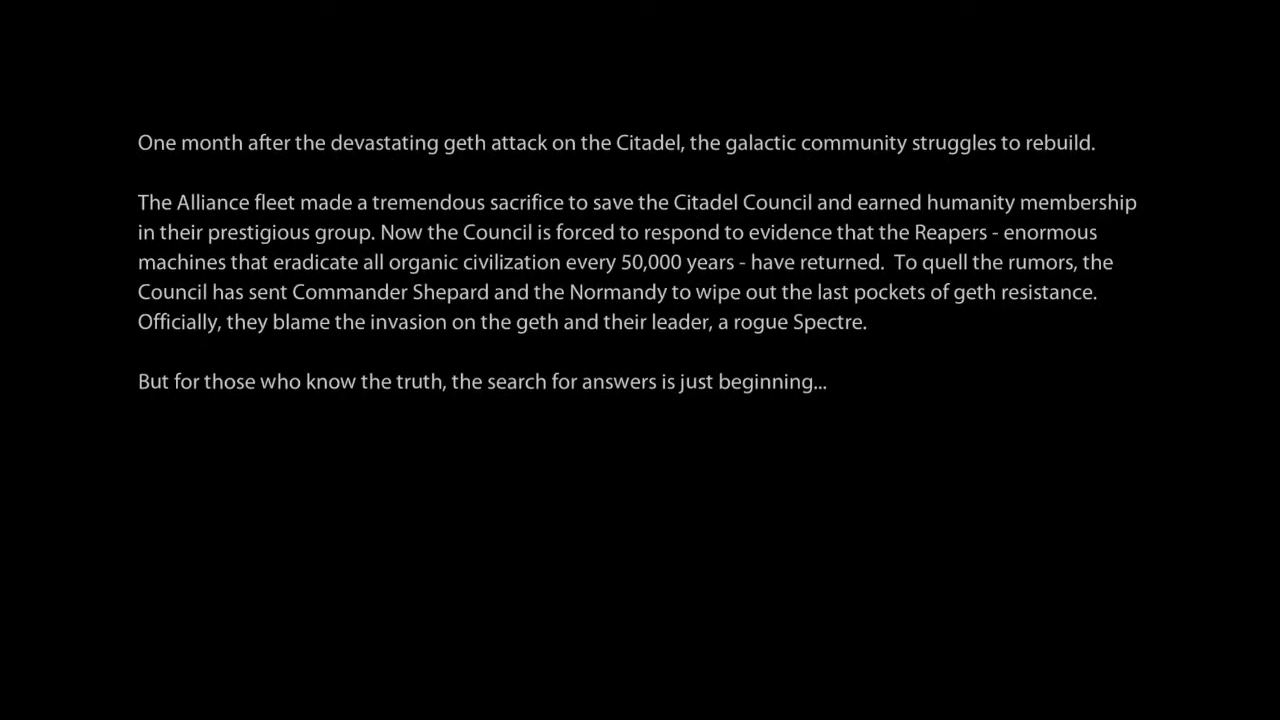 One month after the devastating geth attack on the Citadel, the galactic community struggles to rebuild.
The Alliance fleet made a tremendous sacrifice to save the Citadel Council and earned humanity membership
in their prestigious group. Now the Council is forced to respond to evidence that the Reapers - enormous
machines that eradicate all organic civilization every 50,000 years - have returned.  To quell the rumors, the
Council has sent Commander Shepard and the Normandy to wipe out the last pockets of geth resistance.
Officially, they blame the invasion on the geth and their leader, a rogue Spectre.
But for those who know the truth, the search for answers is just beginning...